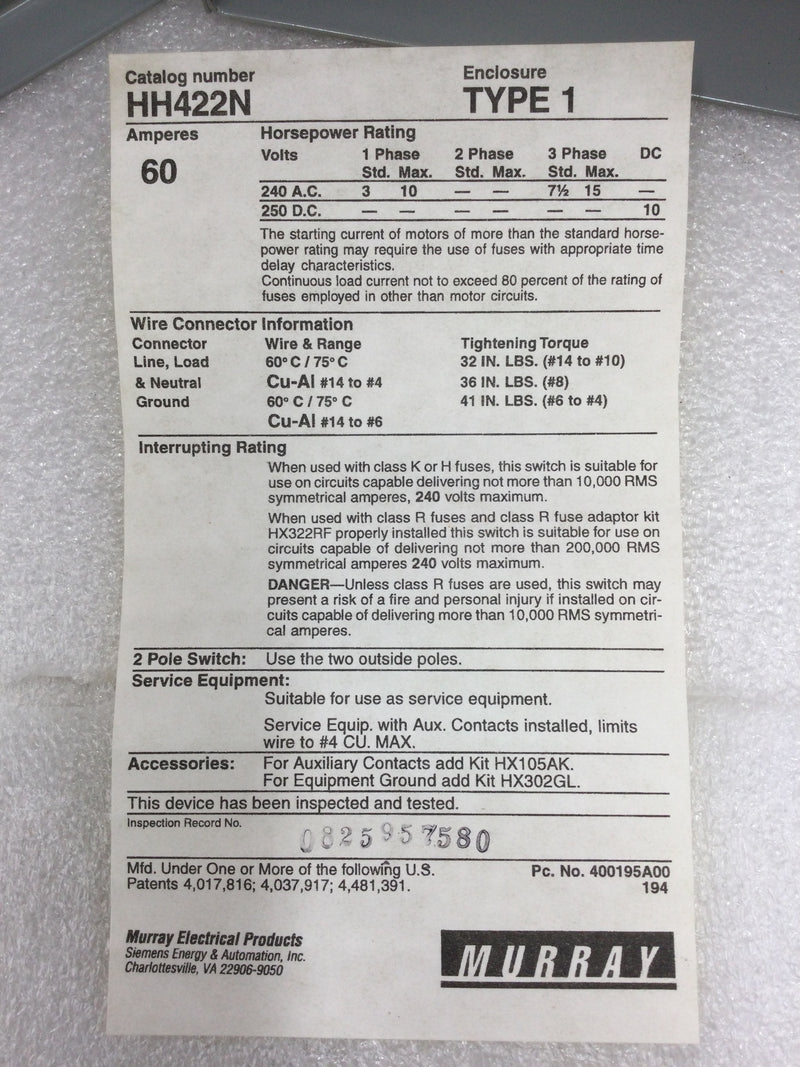 Catalog number Enclosure
HH422N TYPE 1
Amperes Horsepower Rating
60
Volts 1 Phase 2 Phase 3 Phase DC
Std. Max. Std. Max. Std. Max.
240 A.C. 3 10 — — 7½ 15 —
250 D.C. — — — — — — 10
The starting current of motors of more than the standard horse-
power rating may require the use of fuses with appropriate time
delay characteristics.
Continuous load current not to exceed 80 percent of the rating of
fuses employed in other than motor circuits.
Wire Connector Information
Connector Wire & Range Tightening Torque
Line, Load 60° C / 75° C 32 IN. LBS. (#14 to #10)
& Neutral Cu-Al #14 to #4 36 IN. LBS. (#8)
Ground 60° C / 75° C 41 IN. LBS. (#6 to #4)
Cu-Al #14 to #6
Interrupting Rating
When used with class K or H fuses, this switch is suitable for
use on circuits capable delivering not more than 10,000 RMS
symmetrical amperes, 240 volts maximum.
When used with class R fuses and class R fuse adaptor kit
HX322RF properly installed this switch is suitable for use on
circuits capable of delivering not more than 200,000 RMS
symmetrical amperes 240 volts maximum.
DANGER—Unless class R fuses are used, this switch may
present a risk of a fire and personal injury if installed on cir-
cuits capable of delivering more than 10,000 RMS symmetri-
cal amperes.
2 Pole Switch: Use the two outside poles.
Service Equipment:
Suitable for use as service equipment.
Service Equip. with Aux. Contacts installed, limits
wire to #4 CU. MAX.
Accessories: For Auxiliary Contacts add Kit HX105AK.
For Equipment Ground add Kit HX302GL.
This device has been inspected and tested.
Inspection Record No.
0825957580
Mfd. Under One or More of the following U.S. Pc. No. 400195A00
Patents 4,017,816; 4,037,917; 4,481,391. 194
Murray Electrical Products
Siemens Energy & Automation, Inc.
Charlottesville, VA 22906-9050
MURRAY